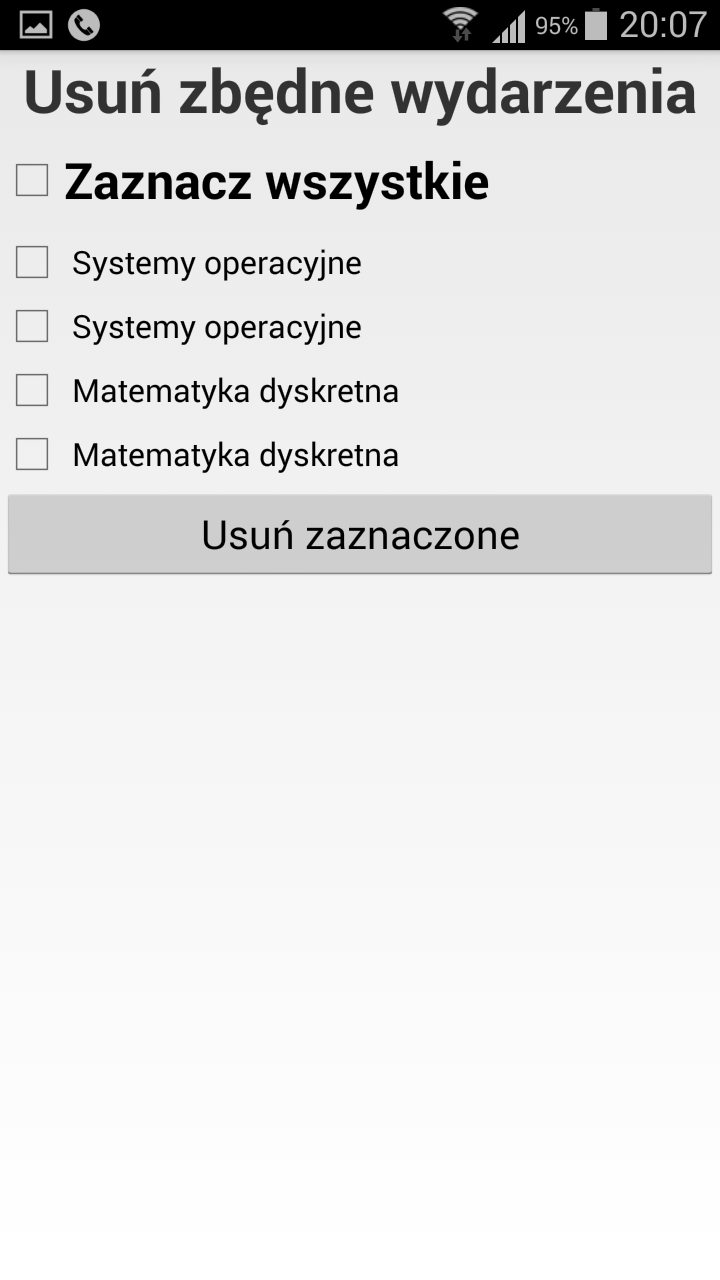 95% 20:07
Usuń zbędne wydarzenia
Zaznacz wszystkie
Systemy operacyjne
Systemy operacyjne
Matematyka dyskretna
Matematyka dyskretna
Usuń zaznaczone